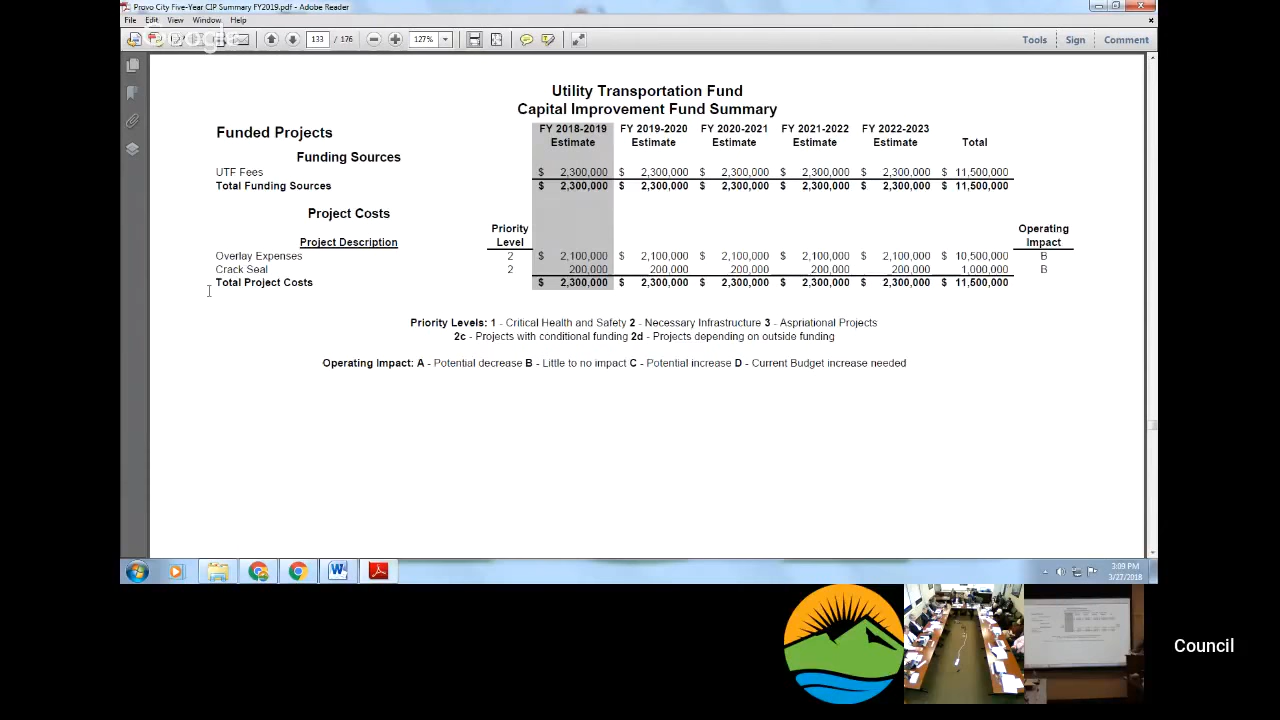 Provo City Five-Year CIP Summary FY2019.pdf - Adobe Reader
File Edit View Window Help
Google
133 / 176 127% Tools Sign Comment
Utility Transportation Fund
Capital Improvement Fund Summary
Funded Projects FY 2018-2019 FY 2019-2020 FY 2020-2021 FY 2021-2022 FY 2022-2023
Estimate Estimate Estimate Estimate Estimate Total
Funding Sources
UTF Fees $ 2,300,000 $ 2,300,000 $ 2,300,000 $ 2,300,000 $ 2,300,000 $ 11,500,000
Total Funding Sources $ 2,300,000 $ 2,300,000 $ 2,300,000 $ 2,300,000 $ 2,300,000 $ 11,500,000
Project Costs
Priority Operating
Project Description Level Impact
Overlay Expenses 2 $ 2,100,000 $ 2,100,000 $ 2,100,000 $ 2,100,000 $ 2,100,000 $ 10,500,000 B
Crack Seal 2 200,000 200,000 200,000 200,000 200,000 1,000,000 B
Total Project Costs $ 2,300,000 $ 2,300,000 $ 2,300,000 $ 2,300,000 $ 2,300,000 $ 11,500,000
Priority Levels: 1 - Critical Health and Safety 2 - Necessary Infrastructure 3 - Aspriational Projects
2c - Projects with conditional funding 2d - Projects depending on outside funding
Operating Impact: A - Potential decrease B - Little to no impact C - Potential increase D - Current Budget increase needed
3:09 PM
3/27/2018
Council